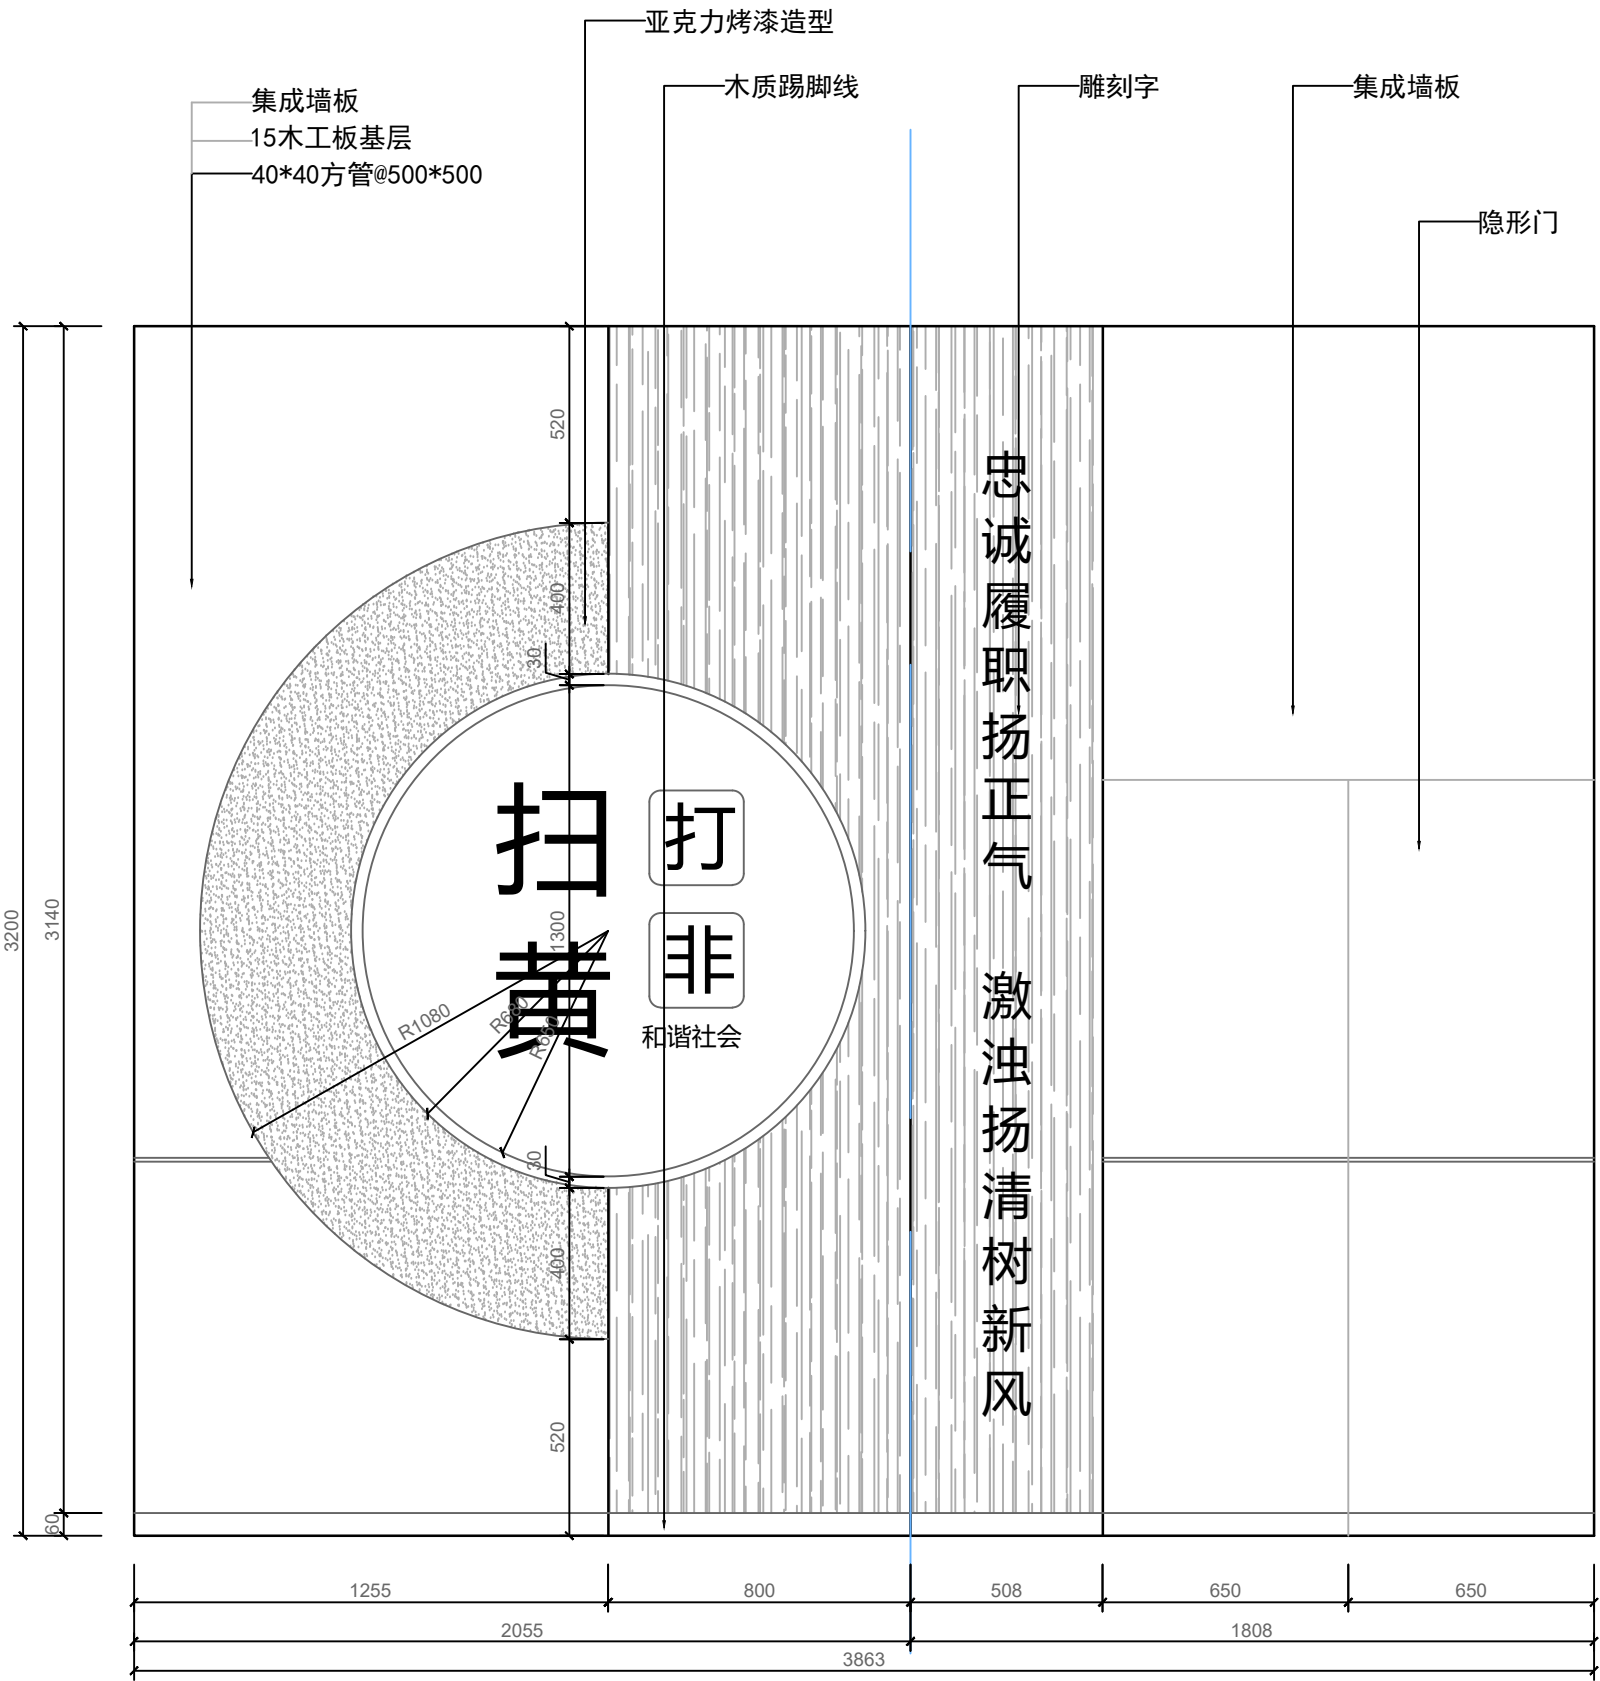 亚克力烤漆造型
木质踢脚线
雕刻字
集成墙板
集成墙板
15木工板基层
40*40方管@500*500
隐形门
520
400
30
1300
30
400
520
3200
3140
60
扫
黄
打
非
和谐社会
R1080
R680
R650
忠诚履职扬正气 激浊扬清树新风
1255
800
508
650
650
2055
1808
3863